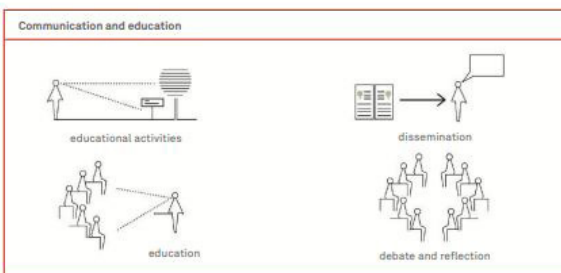 Communication and education
educational activities
dissemination
education
debate and reflection